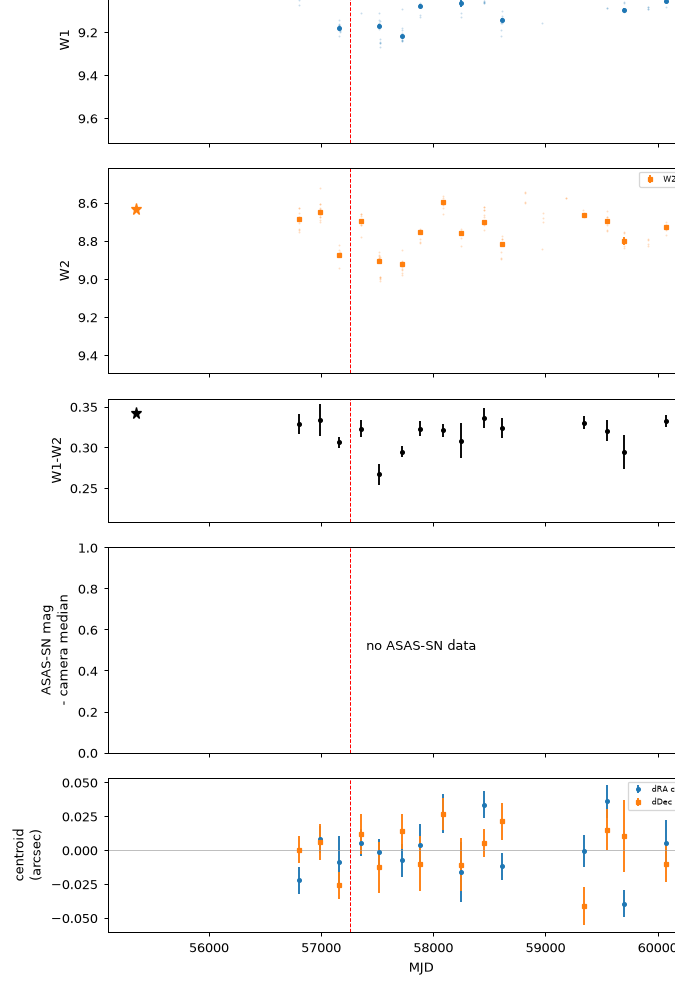 9.2
9.4
9.6
W1
W2
8.6
8.8
9.0
9.2
9.4
W2
0.35
0.30
0.25
W1-W2
1.0
0.8
0.6
0.4
0.2
0.0
ASAS-SN mag
- camera median
no ASAS-SN data
dRA c
dDec
0.050
0.025
0.000
−0.025
−0.050
centroid
(arcsec)
56000 57000 58000 59000 60000
MJD